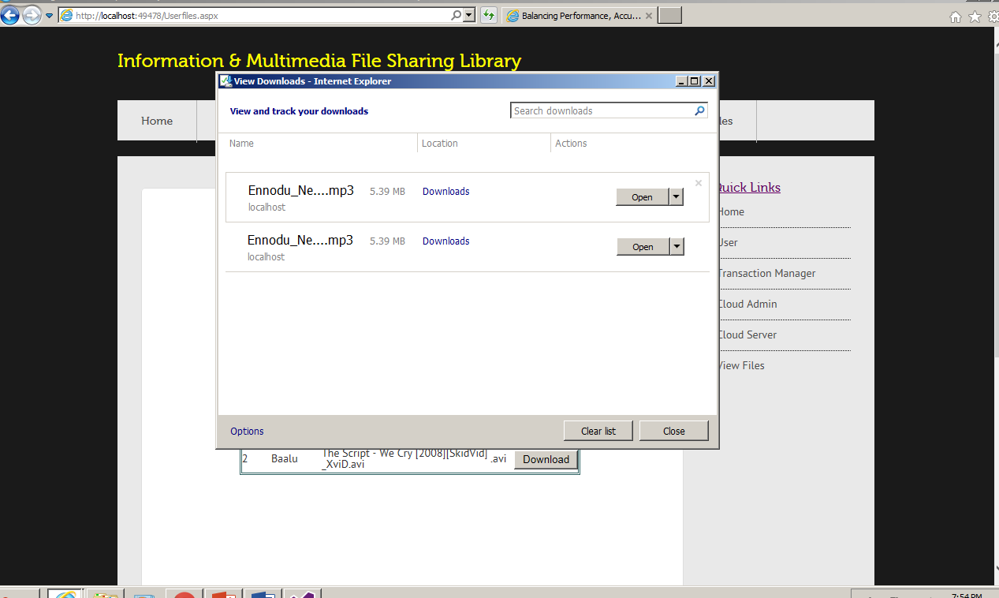 http://localhost:49478/Userfiles.aspx
Balancing Performance, Accu...
Information & Multimedia File Sharing Library
View Downloads - Internet Explorer
View and track your downloads
Search downloads
Home
les
Name Location Actions
Ennodu_Ne....mp3 5.39 MB Downloads Open
localhost
Ennodu_Ne....mp3 5.39 MB Downloads Open
localhost
Quick Links
Home
User
Transaction Manager
Cloud Admin
Cloud Server
View Files
Options Clear list Close
2 Baalu The Script - We Cry [2008][SkidVid]
_XviD.avi .avi Download
7:54 PM